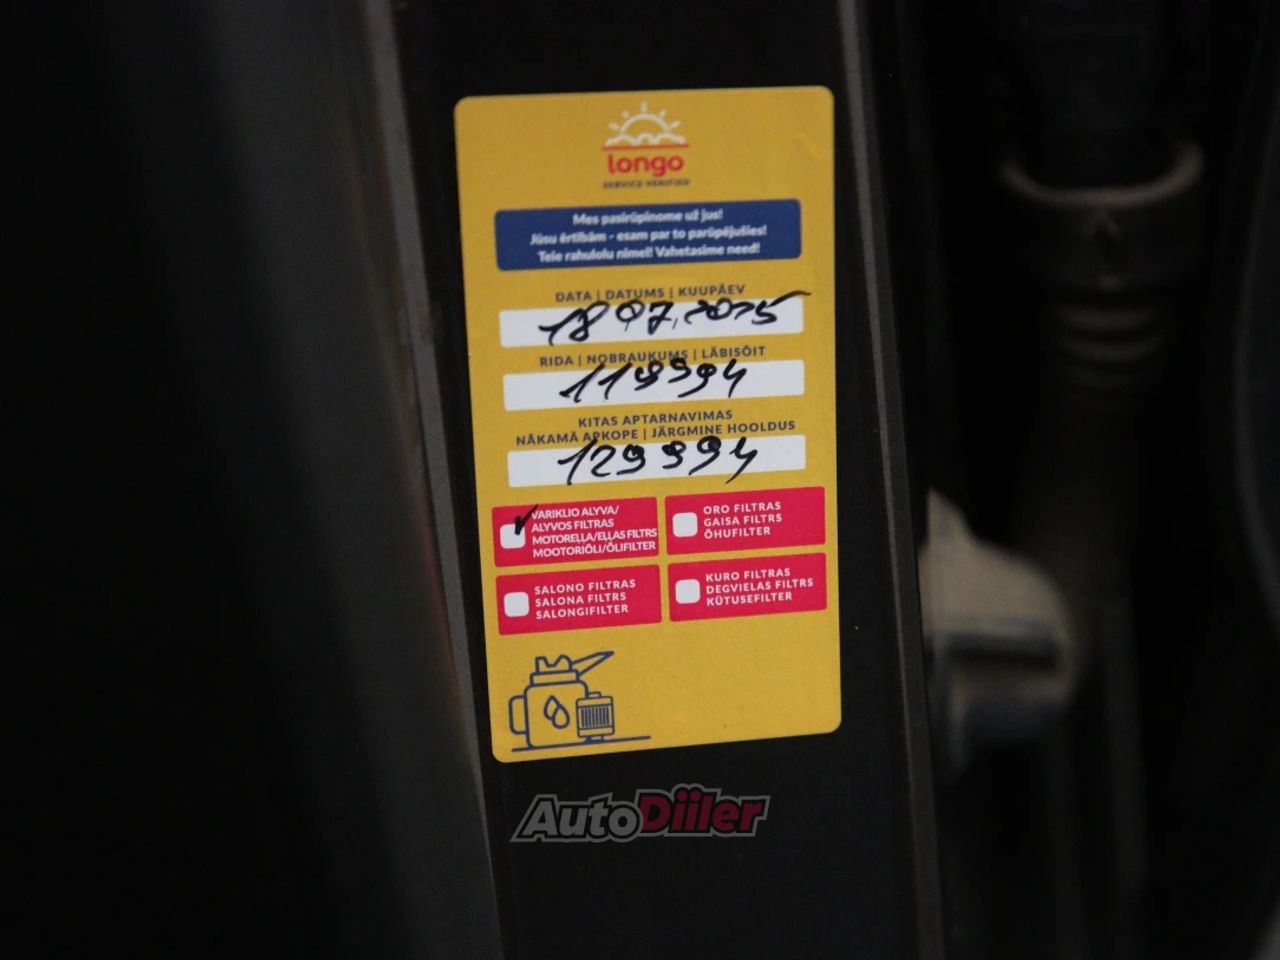 longo
SERVICE VERIFIED
Mes pasirūpinome už jus!
Jūsu ērtībām - esam par to parūpējušies!
Teie rahulolu nimel! Vahetasime need!
DATA | DATUMS | KUUPÄEV
18 07.2025
RIDA | NOBRAUKUMS | LÄBISÕIT
119994
KITAS APTARNAVIMAS
NĀKAMĀ APKOPE | JÄRGMINE HOOLDUS
129994
VARIKLIO ALYVA/
ALYVOS FILTRAS
MOTOREĻĻA/EĻĻAS FILTRS
MOOTORIÕLI/ÕLIFILTER
ORO FILTRAS
GAISA FILTRS
ÕHUFILTER
SALONO FILTRAS
SALONA FILTRS
SALONGIFILTER
KURO FILTRAS
DEGVIELAS FILTRS
KÜTUSEFILTER
AutoDiiler